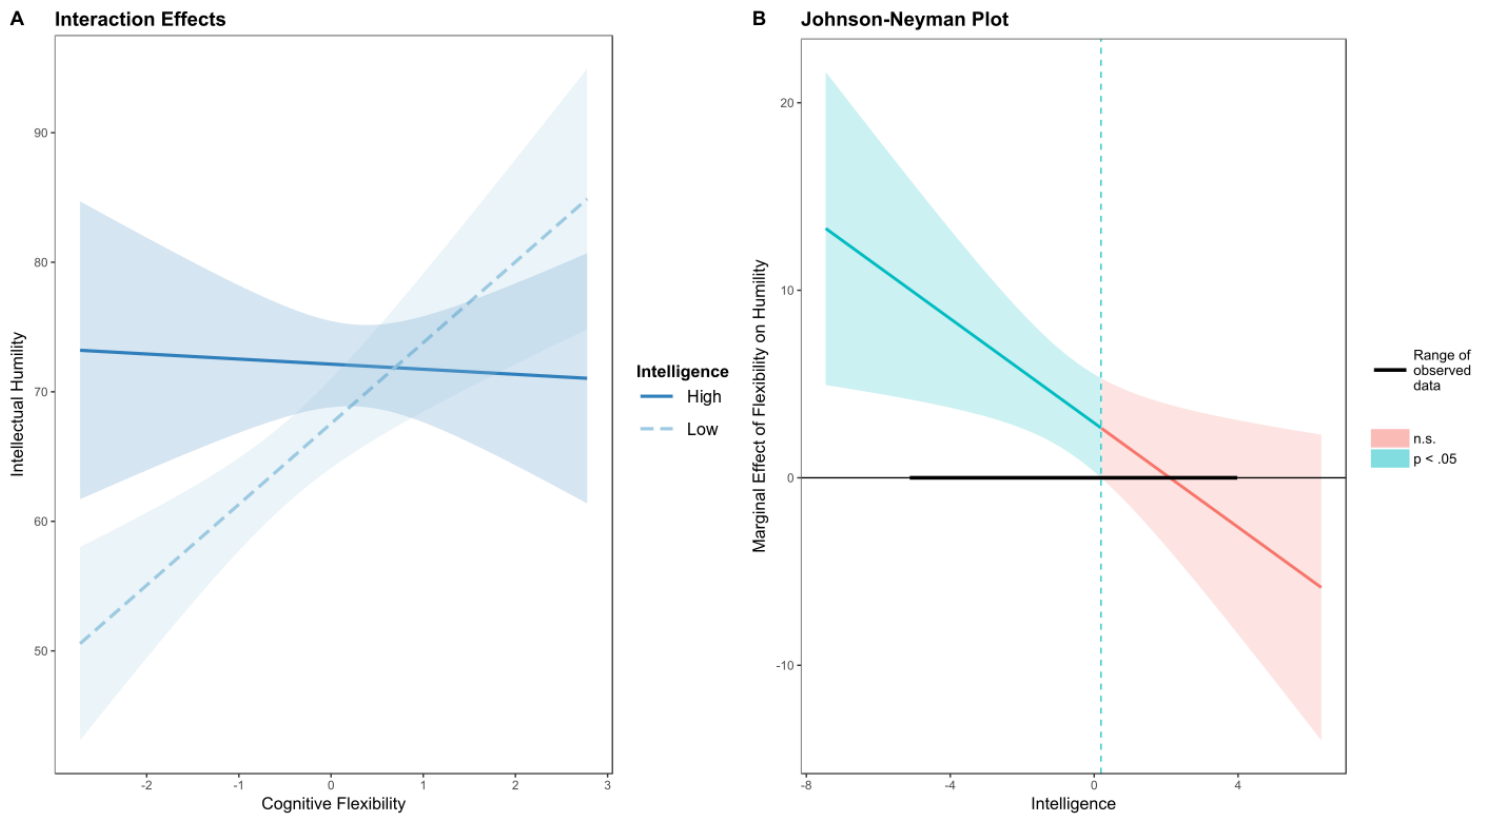 A Interaction Effects
Intellectual Humility
90
80
70
60
50
-2 -1 0 1 2 3
Cognitive Flexibility
Intelligence
High
Low
B Johnson-Neyman Plot
Marginal Effect of Flexibility on Humility
20
10
0
-10
-8 -4 0 4
Intelligence
Range of
observed
data
n.s.
p < .05